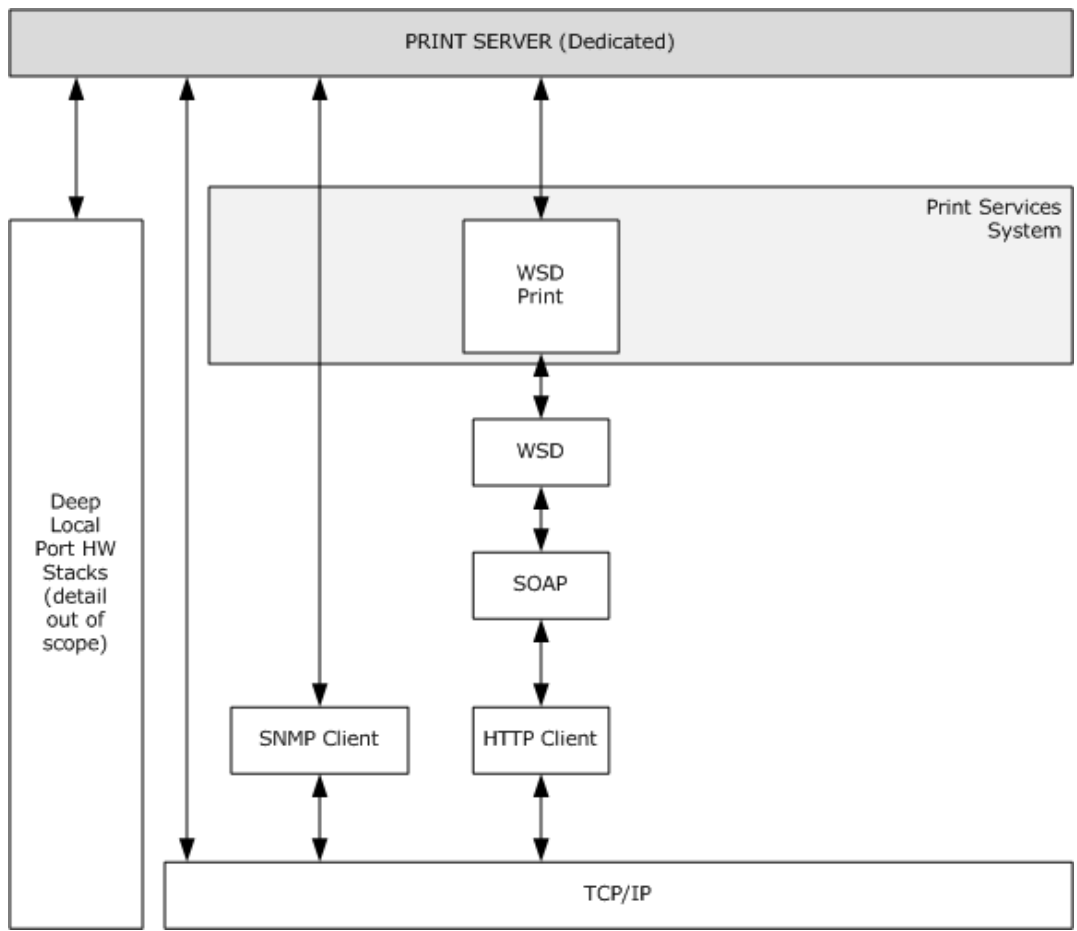 PRINT SERVER (Dedicated)
Print Services
System
WSD
Print
WSD
Deep
Local
Port HW
Stacks
(detail
out of
scope)
SOAP
SNMP Client
HTTP Client
TCP/IP